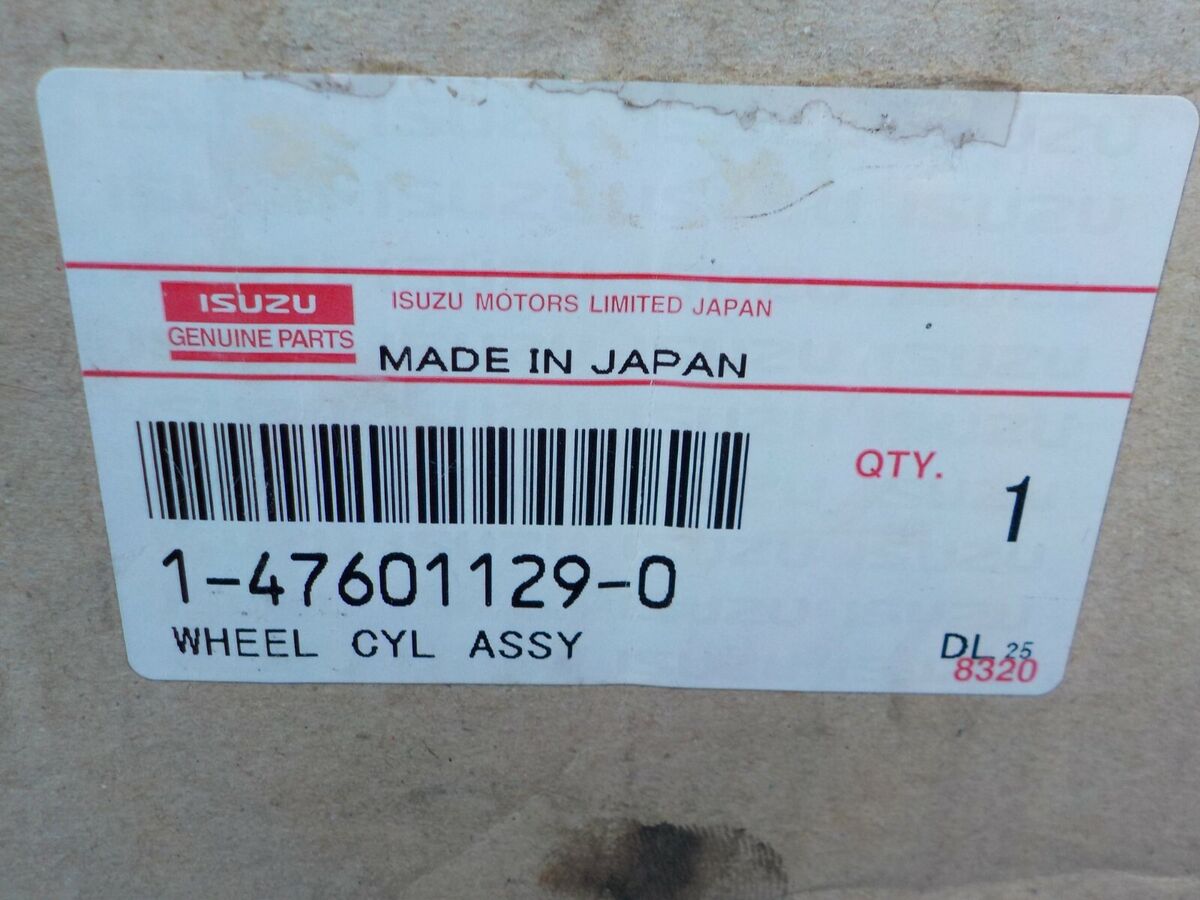 ISUZU
GENUINE PARTS
ISUZU MOTORS LIMITED JAPAN
MADE IN JAPAN
QTY.
1
1-47601129-0
WHEEL CYL ASSY
DL 25
8320